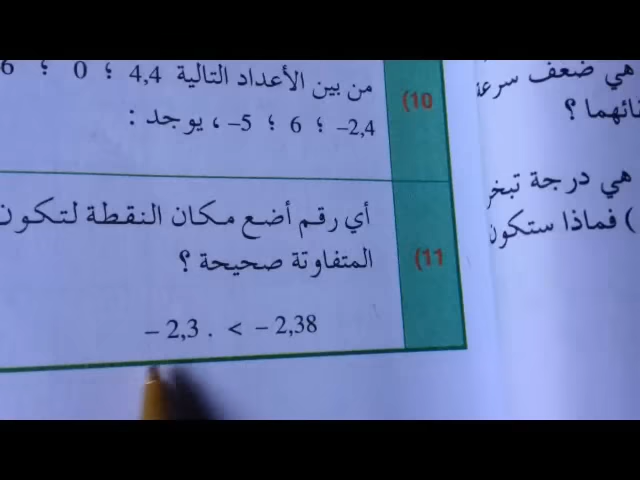 من بين الأعداد التالية 4,4 ؛ 0 ؛ 6
–2,4 ؛ 6 ؛ 5– ، يوجد :
(10
أي رقم أضع مكان النقطة لتكون
المتفاوتة صحيحة ؟
(11
– 2,3 . < – 2,38
هي ضعف سرعة
؟
هي درجة تبخر
) فماذا ستكون